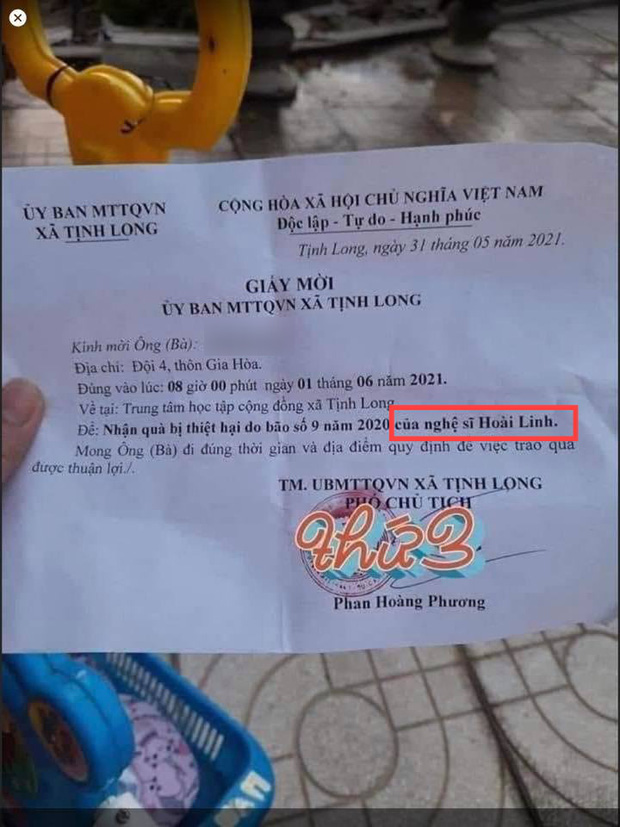 ỦY BAN MTTQVN
XÃ TỊNH LONG
CỘNG HÒA XÃ HỘI CHỦ NGHĨA VIỆT NAM
Độc lập - Tự do - Hạnh phúc
Tịnh Long, ngày 31 tháng 05 năm 2021.
GIẤY MỜI
ỦY BAN MTTQVN XÃ TỊNH LONG
Kính mời Ông (Bà):
Địa chỉ: Đội 4, thôn Gia Hòa.
Đúng vào lúc: 08 giờ 00 phút ngày 01 tháng 06 năm 2021.
Về tại: Trung tâm học tập cộng đồng xã Tịnh Long
Để: Nhận quà bị thiệt hại do bão số 9 năm 2020 của nghệ sĩ Hoài Linh.
Mong Ông (Bà) đi đúng thời gian và địa điểm quy định để việc trao quà
được thuận lợi./.
TM. UBMTTQVN XÃ TỊNH LONG
PHÓ CHỦ TỊCH
thứ 3
Phan Hoàng Phương